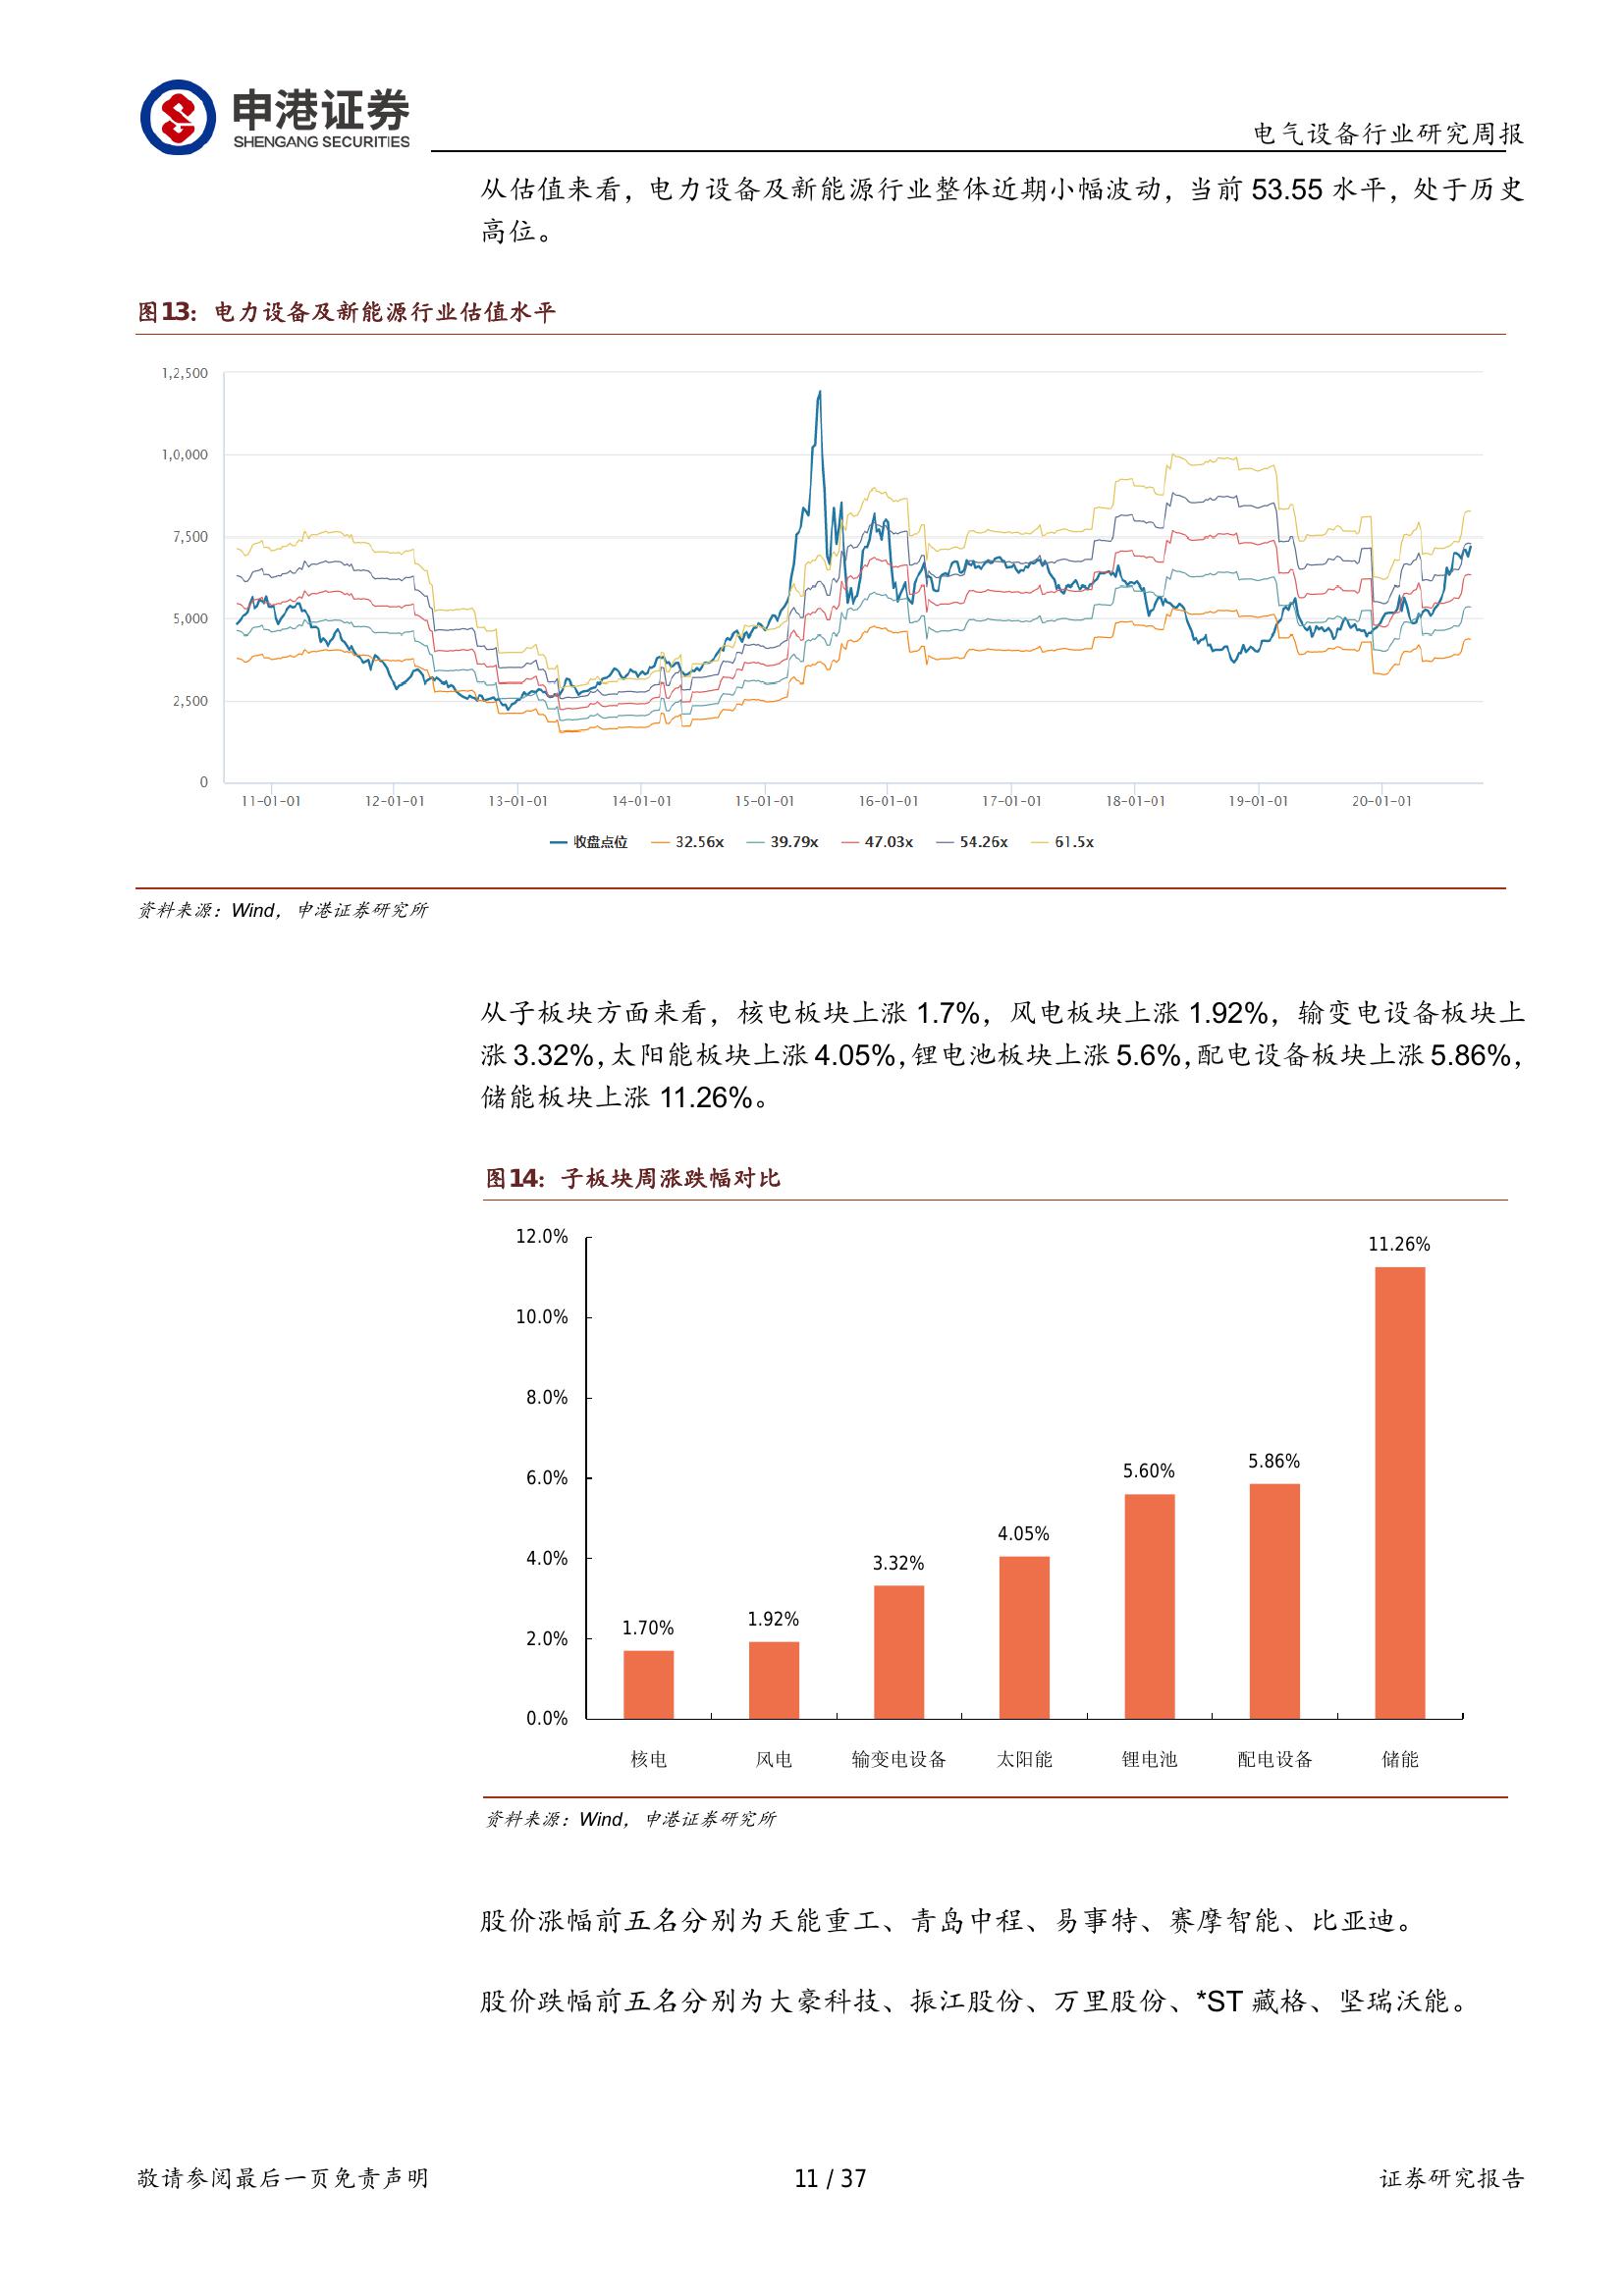 申港证券
SHENGANG SECURITIES
电气设备行业研究周报
从估值来看，电力设备及新能源行业整体近期小幅波动，当前 53.55 水平，处于历史
高位。
图13：电力设备及新能源行业估值水平
1,2,500
1,0,000
7,500
5,000
2,500
0
11-01-01 12-01-01 13-01-01 14-01-01 15-01-01 16-01-01 17-01-01 18-01-01 19-01-01 20-01-01
收盘点位 32.56x 39.79x 47.03x 54.26x 61.5x
资料来源：Wind，申港证券研究所
从子板块方面来看，核电板块上涨 1.7%，风电板块上涨 1.92%，输变电设备板块上
涨 3.32%，太阳能板块上涨 4.05%，锂电池板块上涨 5.6%，配电设备板块上涨 5.86%，
储能板块上涨 11.26%。
图14：子板块周涨跌幅对比
12.0%
10.0%
8.0%
6.0%
4.0%
2.0%
0.0%
1.70%
1.92%
3.32%
4.05%
5.60%
5.86%
11.26%
核电 风电 输变电设备 太阳能 锂电池 配电设备 储能
资料来源：Wind，申港证券研究所
股价涨幅前五名分别为天能重工、青岛中程、易事特、赛摩智能、比亚迪。
股价跌幅前五名分别为大豪科技、振江股份、万里股份、*ST 藏格、坚瑞沃能。
敬请参阅最后一页免责声明 11 / 37 证券研究报告